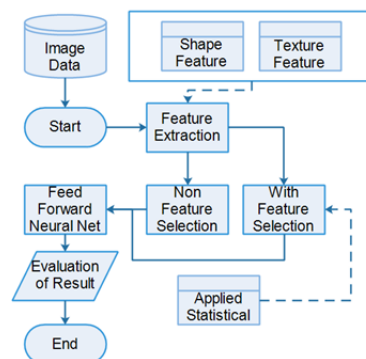 Image
Data
Shape
Feature
Texture
Feature
Start
Feature
Extraction
Feed
Forward
Neural Net
Non
Feature
Selection
With
Feature
Selection
Evaluation
of Result
Applied
Statistical
End